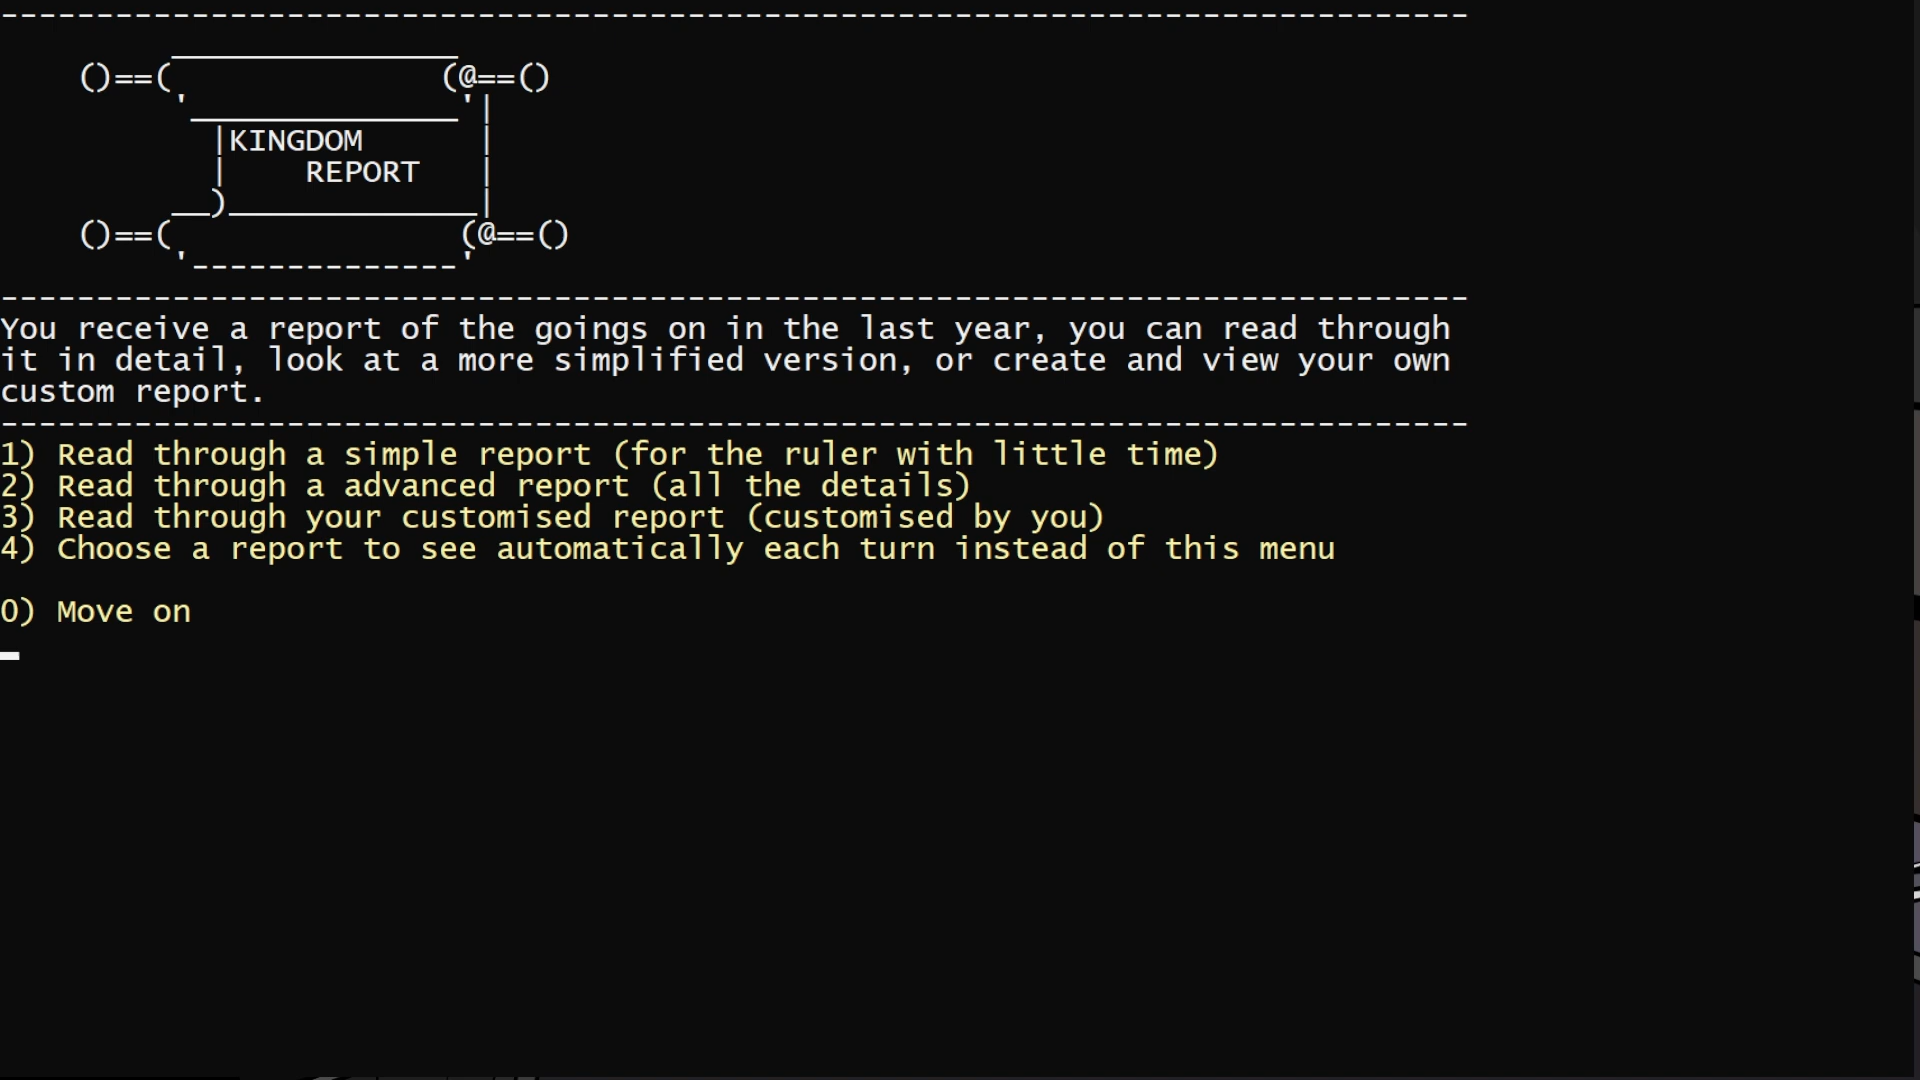 KINGDOM
REPORT
You receive a report of the goings on in the last year, you can read through
it in detail, look at a more simplified version, or create and view your own
custom report.
1) Read through a simple report (for the ruler with little time)
2) Read through a advanced report (all the details)
3) Read through your customised report (customised by you)
4) Choose a report to see automatically each turn instead of this menu
0) Move on